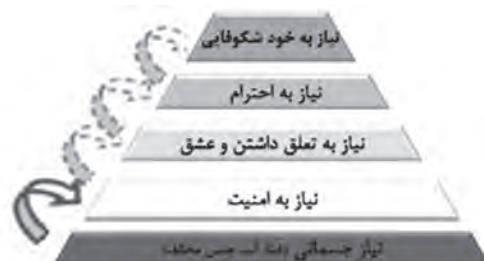 نیاز به خود شکوفایی
نیاز به احترام
نیاز به تعلق داشتن و عشق
نیاز به امنیت
نیاز جسمانی